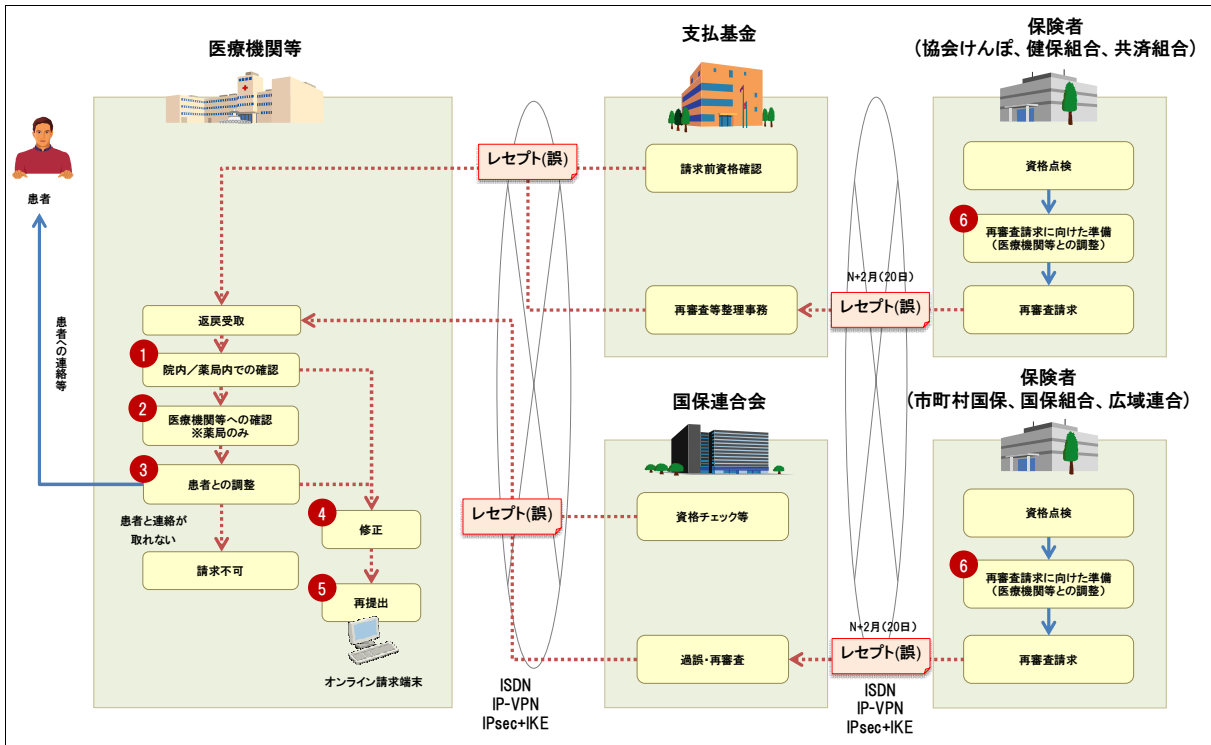 医療機関等
患者
患者への連絡等
返戻受取
1
院内／薬局内での確認
2
医療機関等への確認
※薬局のみ
3
患者との調整
患者と連絡が
取れない
請求不可
4
修正
5
再提出
オンライン請求端末
レセプト(誤)
レセプト(誤)
ISDN
IP-VPN
IPsec+IKE
支払基金
請求前資格確認
再審査等整理事務
国保連合会
資格チェック等
過誤・再審査
N+2月(20日)
レセプト(誤)
N+2月(20日)
レセプト(誤)
ISDN
IP-VPN
IPsec+IKE
保険者
（協会けんぽ、健保組合、共済組合）
資格点検
6
再審査請求に向けた準備
（医療機関等との調整）
再審査請求
保険者
（市町村国保、国保組合、広域連合）
資格点検
6
再審査請求に向けた準備
（医療機関等との調整）
再審査請求